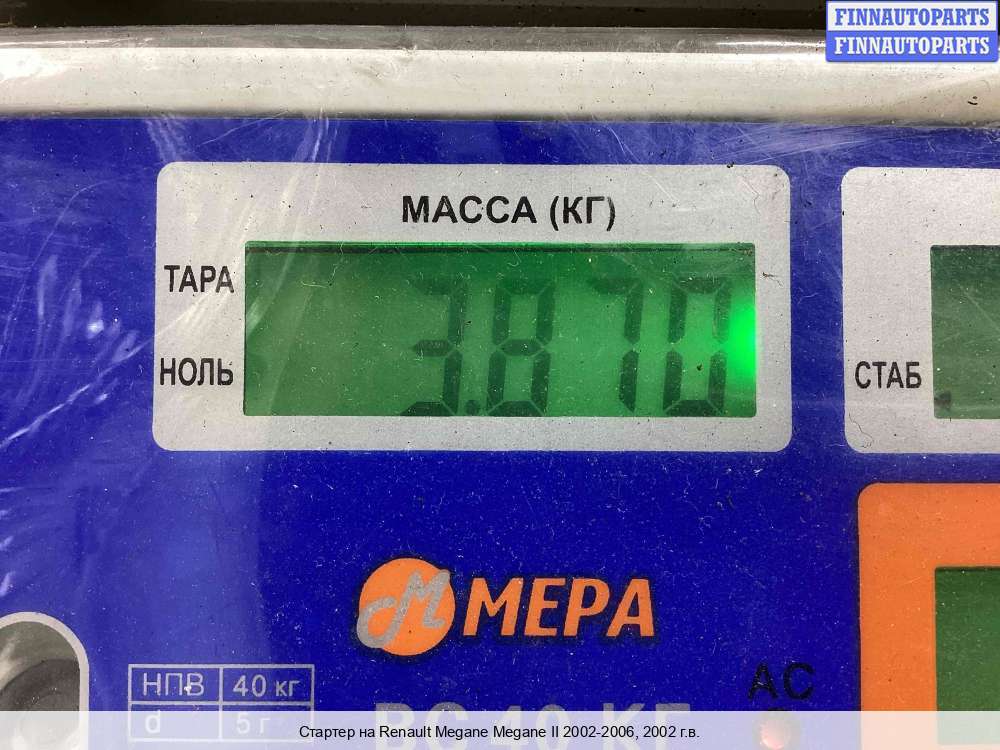 FINNAUTOPARTS
FINNAUTOPARTS
МАССА (КГ)
ТАРА
3.870
НОЛЬ
СТАБ
М МЕРА
НПВ 40 кг
d 5 г
AC
Стартер на Renault Megane Megane II 2002-2006, 2002 г.в.